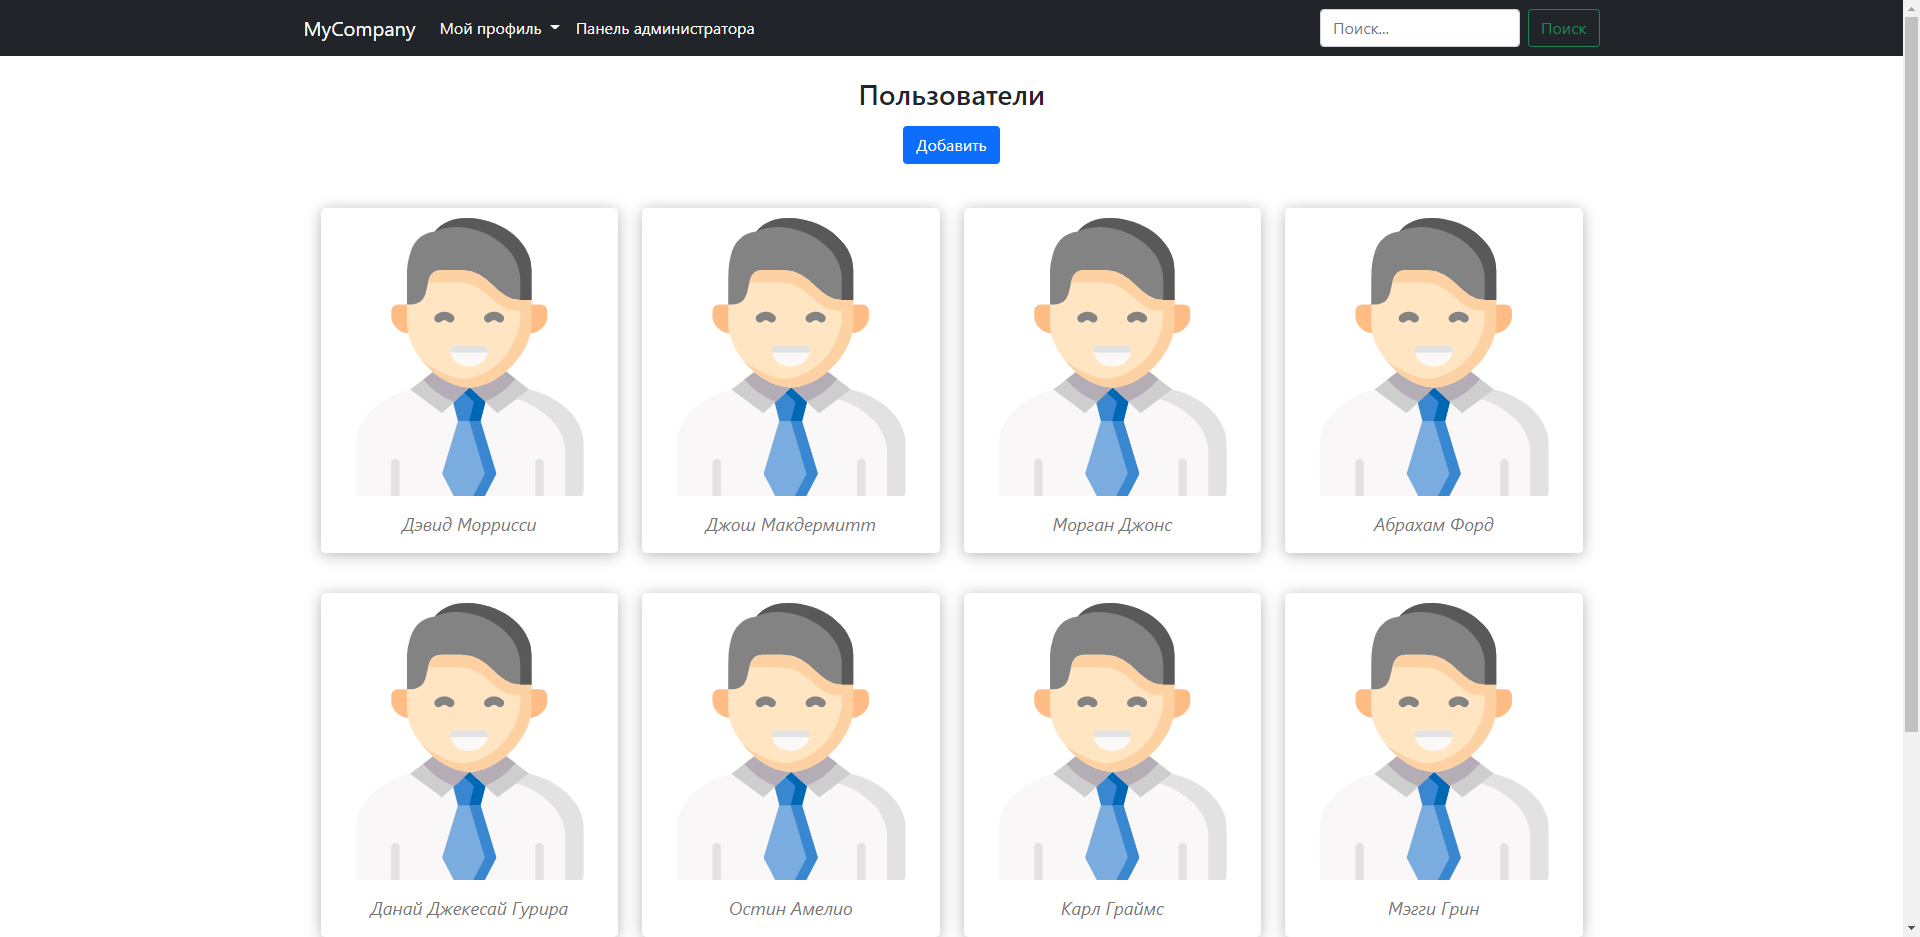 MyCompany Мой профиль Панель администратора Поиск... Поиск
Пользователи
Добавить
Дэвид Моррисси Джош Макдермитт Морган Джонс Абрахам Форд
Данай Джекесай Гурира Остин Амелио Карл Граймс Мэгги Грин